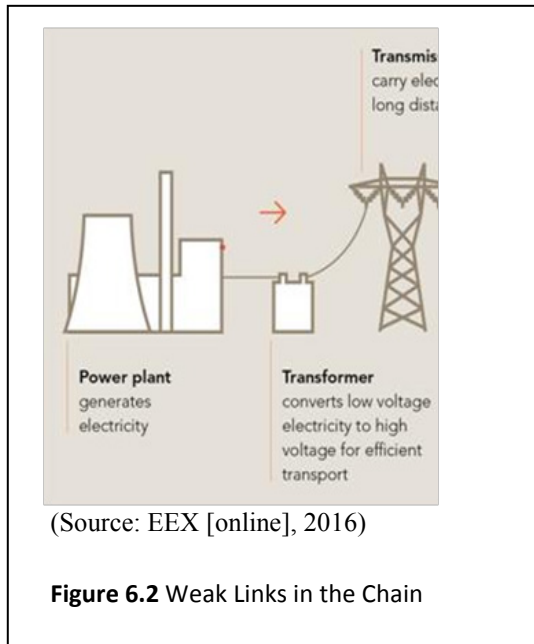 Transmis
carry elec
long dista
Power plant
generates
electricity
Transformer
converts low voltage
electricity to high
voltage for efficient
transport
(Source: EEX [online], 2016)
Figure 6.2 Weak Links in the Chain